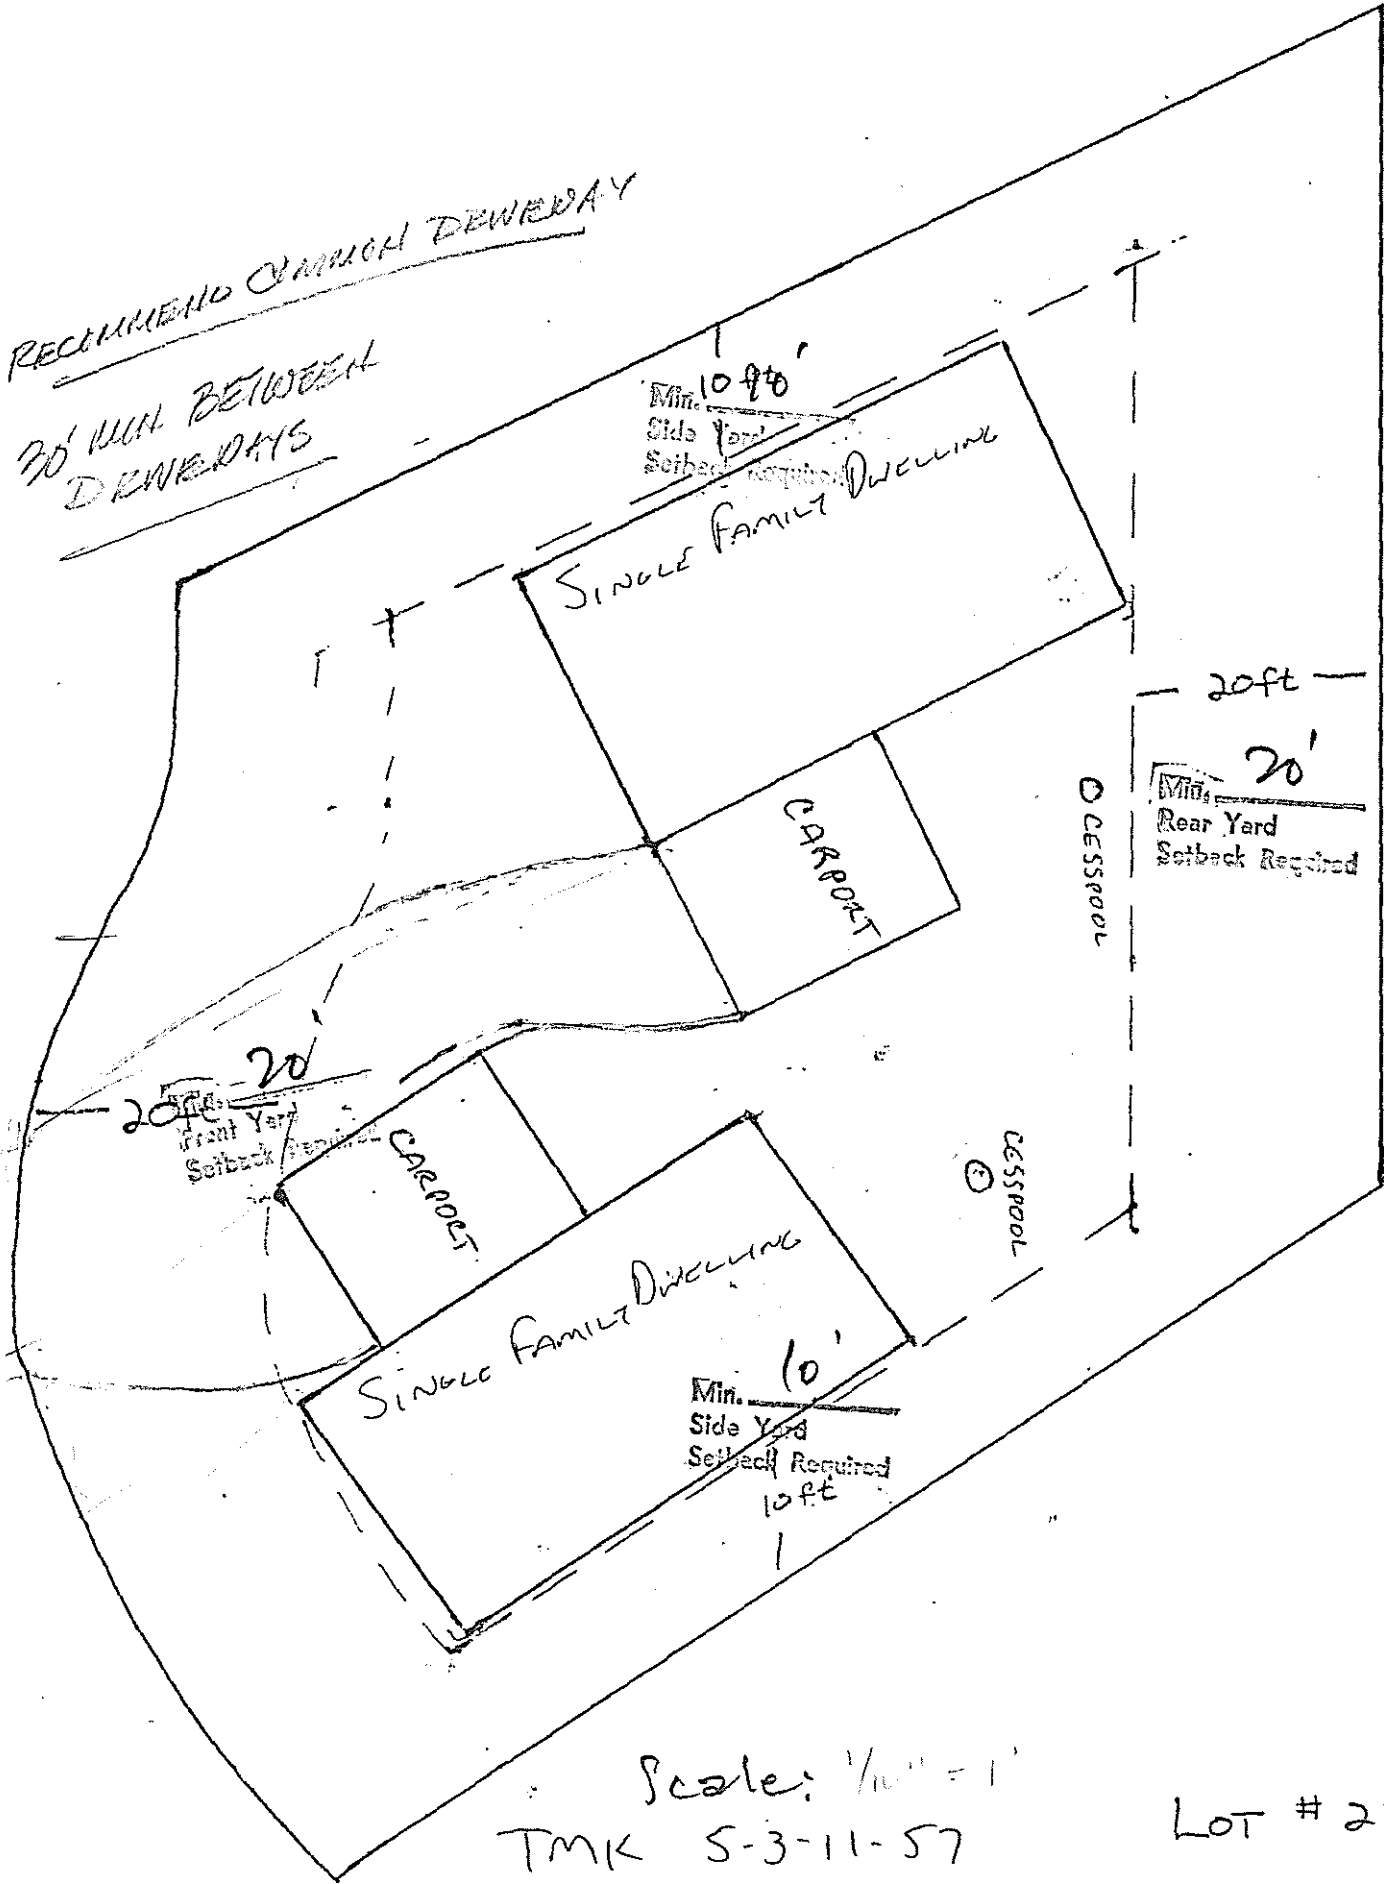 RECOMMEND COMMON DRIVEWAY
30' MIN BETWEEN
DRIVEWAYS
Min. 10'
10 ft
Side Yard
Setback Required
SINGLE FAMILY DWELLING
CARPORT
CESSPOOL
20ft
Min. 20'
Rear Yard
Setback Required
20ft
20'
Front Yard
Setback Required
CARPORT
SINGLE FAMILY DWELLING
CESSPOOL
Min. 10'
Side Yard
Setback Required
10ft
TMK 5-3-11-57
LOT # 2